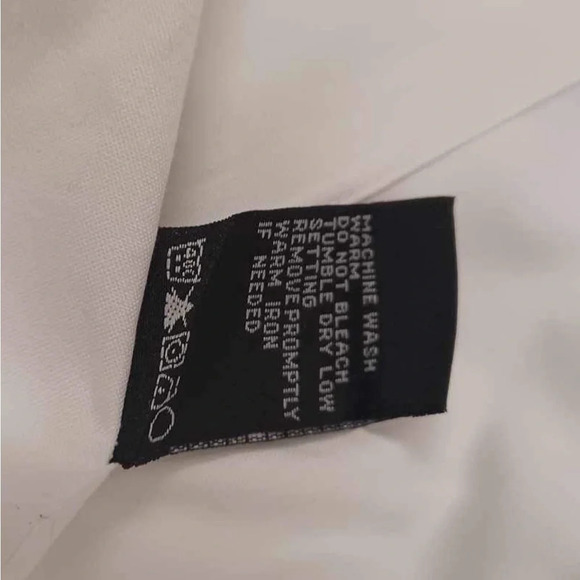 MACHINE WASH
WARM
DO NOT BLEACH
TUMBLE DRY LOW
SETTING
REMOVE PROMPTLY
WARM IRON
IF NEEDED